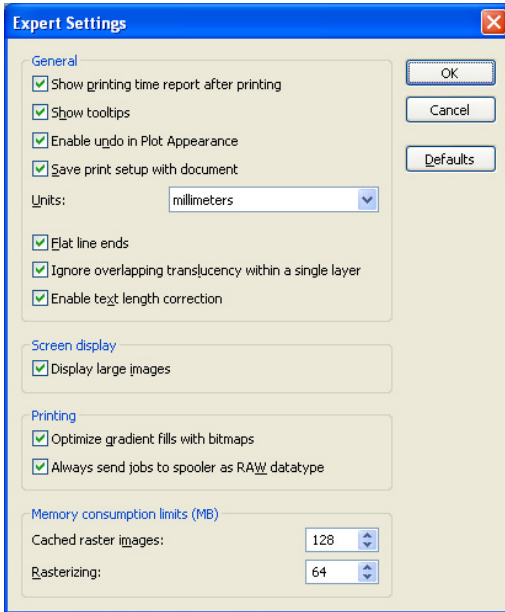 Expert Settings
General
Show printing time report after printing
Show tooltips
Enable undo in Plot Appearance
Save print setup with document
Units: millimeters
Flat line ends
Ignore overlapping translucency within a single layer
Enable text length correction
Screen display
Display large images
Printing
Optimize gradient fills with bitmaps
Always send jobs to spooler as RAW datatype
Memory consumption limits (MB)
Cached raster images: 128
Rasterizing: 64
OK
Cancel
Defaults